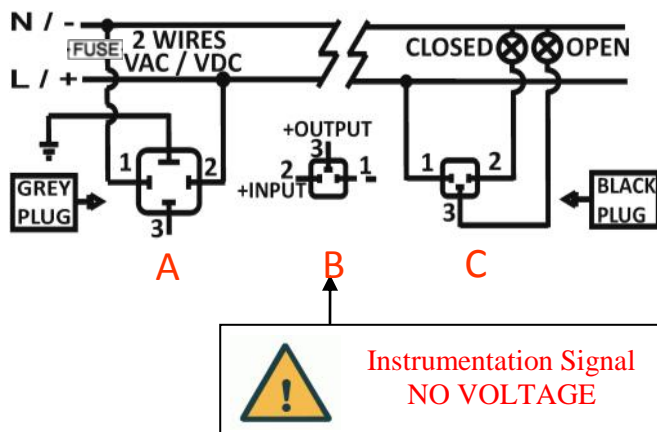 N / -
FUSE
2 WIRES
VAC / VDC
L / +
CLOSED
OPEN
+OUTPUT
3
1
2
2
1
+INPUT
1
2
3
3
GREY
PLUG
BLACK
PLUG
A
B
C
Instrumentation Signal
NO VOLTAGE